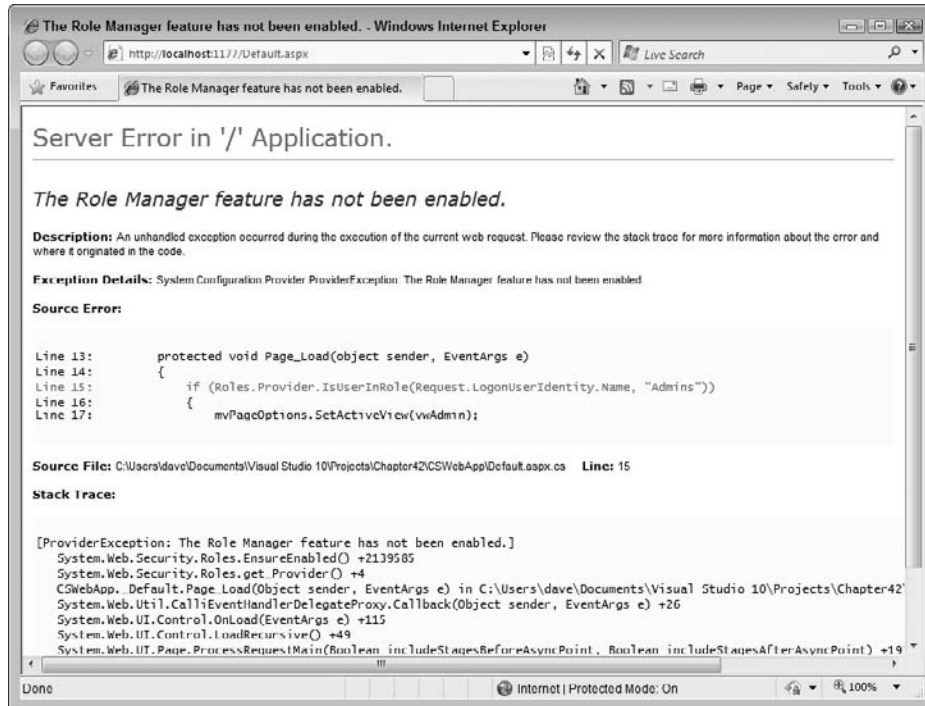 The Role Manager feature has not been enabled. - Windows Internet Explorer
http://localhost:1177/Default.aspx
Live Search
Favorites
The Role Manager feature has not been enabled.
Page
Safety
Tools
Server Error in '/' Application.
The Role Manager feature has not been enabled.
Description: An unhandled exception occurred during the execution of the current web request. Please review the stack trace for more information about the error and
where it originated in the code.
Exception Details: System.Configuration.Provider.ProviderException: The Role Manager feature has not been enabled
Source Error:
Line 13: protected void Page_Load(object sender, EventArgs e)
Line 14: {
Line 15: if (Roles.Provider.IsUserInRole(Request.LogonUserIdentity.Name, "Admins"))
Line 16: {
Line 17: mvPageOptions.SetActiveView(vwAdmin);
Source File: C:\Users\dave\Documents\Visual Studio 10\Projects\Chapter42\CSWebApp\Default.aspx.cs Line: 15
Stack Trace:
[ProviderException: The Role Manager feature has not been enabled.]
System.Web.Security.Roles.EnsureEnabled() +2139585
System.Web.Security.Roles.get_Provider() +4
CSWebApp._Default.Page_Load(Object sender, EventArgs e) in C:\Users\dave\Documents\Visual Studio 10\Projects\Chapter42
System.Web.Util.CalliEventHandlerDelegateProxy.Callback(Object sender, EventArgs e) +26
System.Web.UI.Control.OnLoad(EventArgs e) +115
System.Web.UI.Control.LoadRecursive() +49
System.Web.UI.Page.ProcessRequestMain(Boolean includeStagesBeforeAsyncPoint, Boolean includeStagesAfterAsyncPoint) +19
Done
Internet | Protected Mode: On
100%